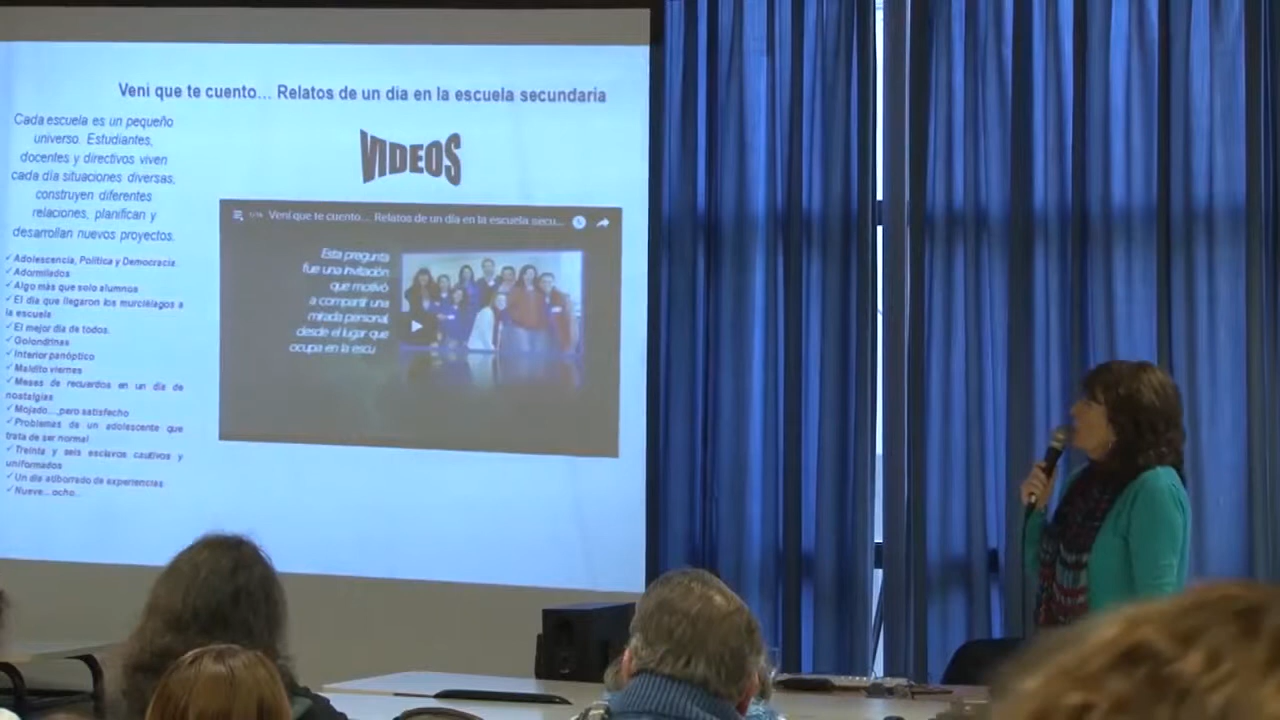 Veni que te cuento... Relatos de un dia en la escuela secundaria
Cada escuela es un pequeño
universo. Estudiantes,
docentes y directivos viven
cada día situaciones diversas,
construyen diferentes
relaciones, planifican y
desarrollan nuevos proyectos.
✓Adolescencia, Política y Democracia.
✓Adormilados
✓Algo más que solo alumnos
✓El día que llegaron los murciélagos a
la escuela
✓El mejor día de todos.
✓Golondrinas
✓Interior panóptico
✓Maldito viernes
✓Meses de recuerdos en un día de
nostalgias
✓Mojado...,pero satisfecho
✓Problemas de un adolescente que
trata de ser normal
✓Treinta y seis esclavos cautivos y
uniformados
✓Un día atiborrado de experiencias
✓Nueve...ocho...
VIDEOS
1/14 Vení que te cuento... Relatos de un día en la escuela secu...
Esta pregunta
fue una invitación
que motivó
a compartir una
mirada personal,
desde el lugar que
ocupa en la escu